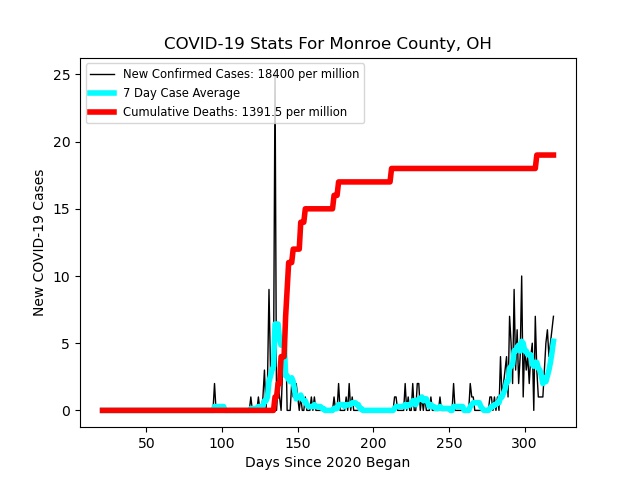 COVID-19 Stats For Monroe County, OH
New Confirmed Cases: 18400 per million
7 Day Case Average
Cumulative Deaths: 1391.5 per million
New COVID-19 Cases
25
20
15
10
5
0
50 100 150 200 250 300
Days Since 2020 Began